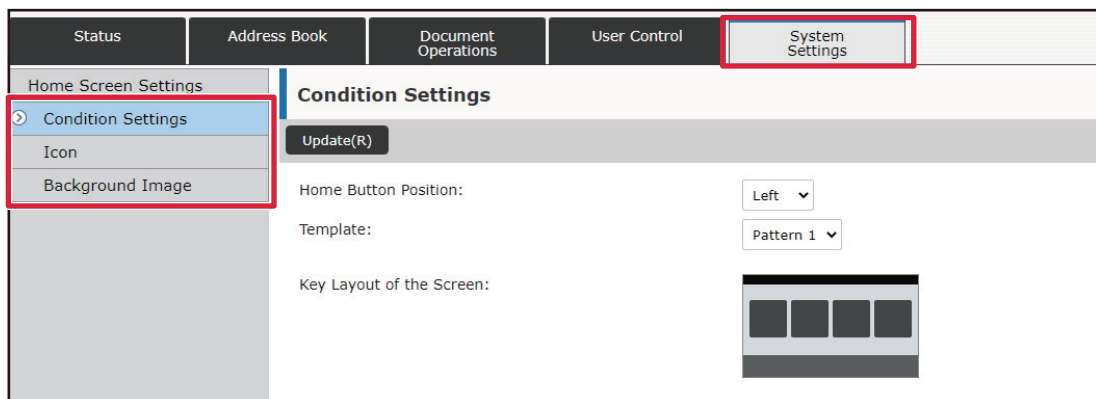 Status
Address Book
Document
Operations
User Control
System
Settings
Home Screen Settings
Condition Settings
Icon
Background Image
Condition Settings
Update(R)
Home Button Position:
Left
Template:
Pattern 1
Key Layout of the Screen: